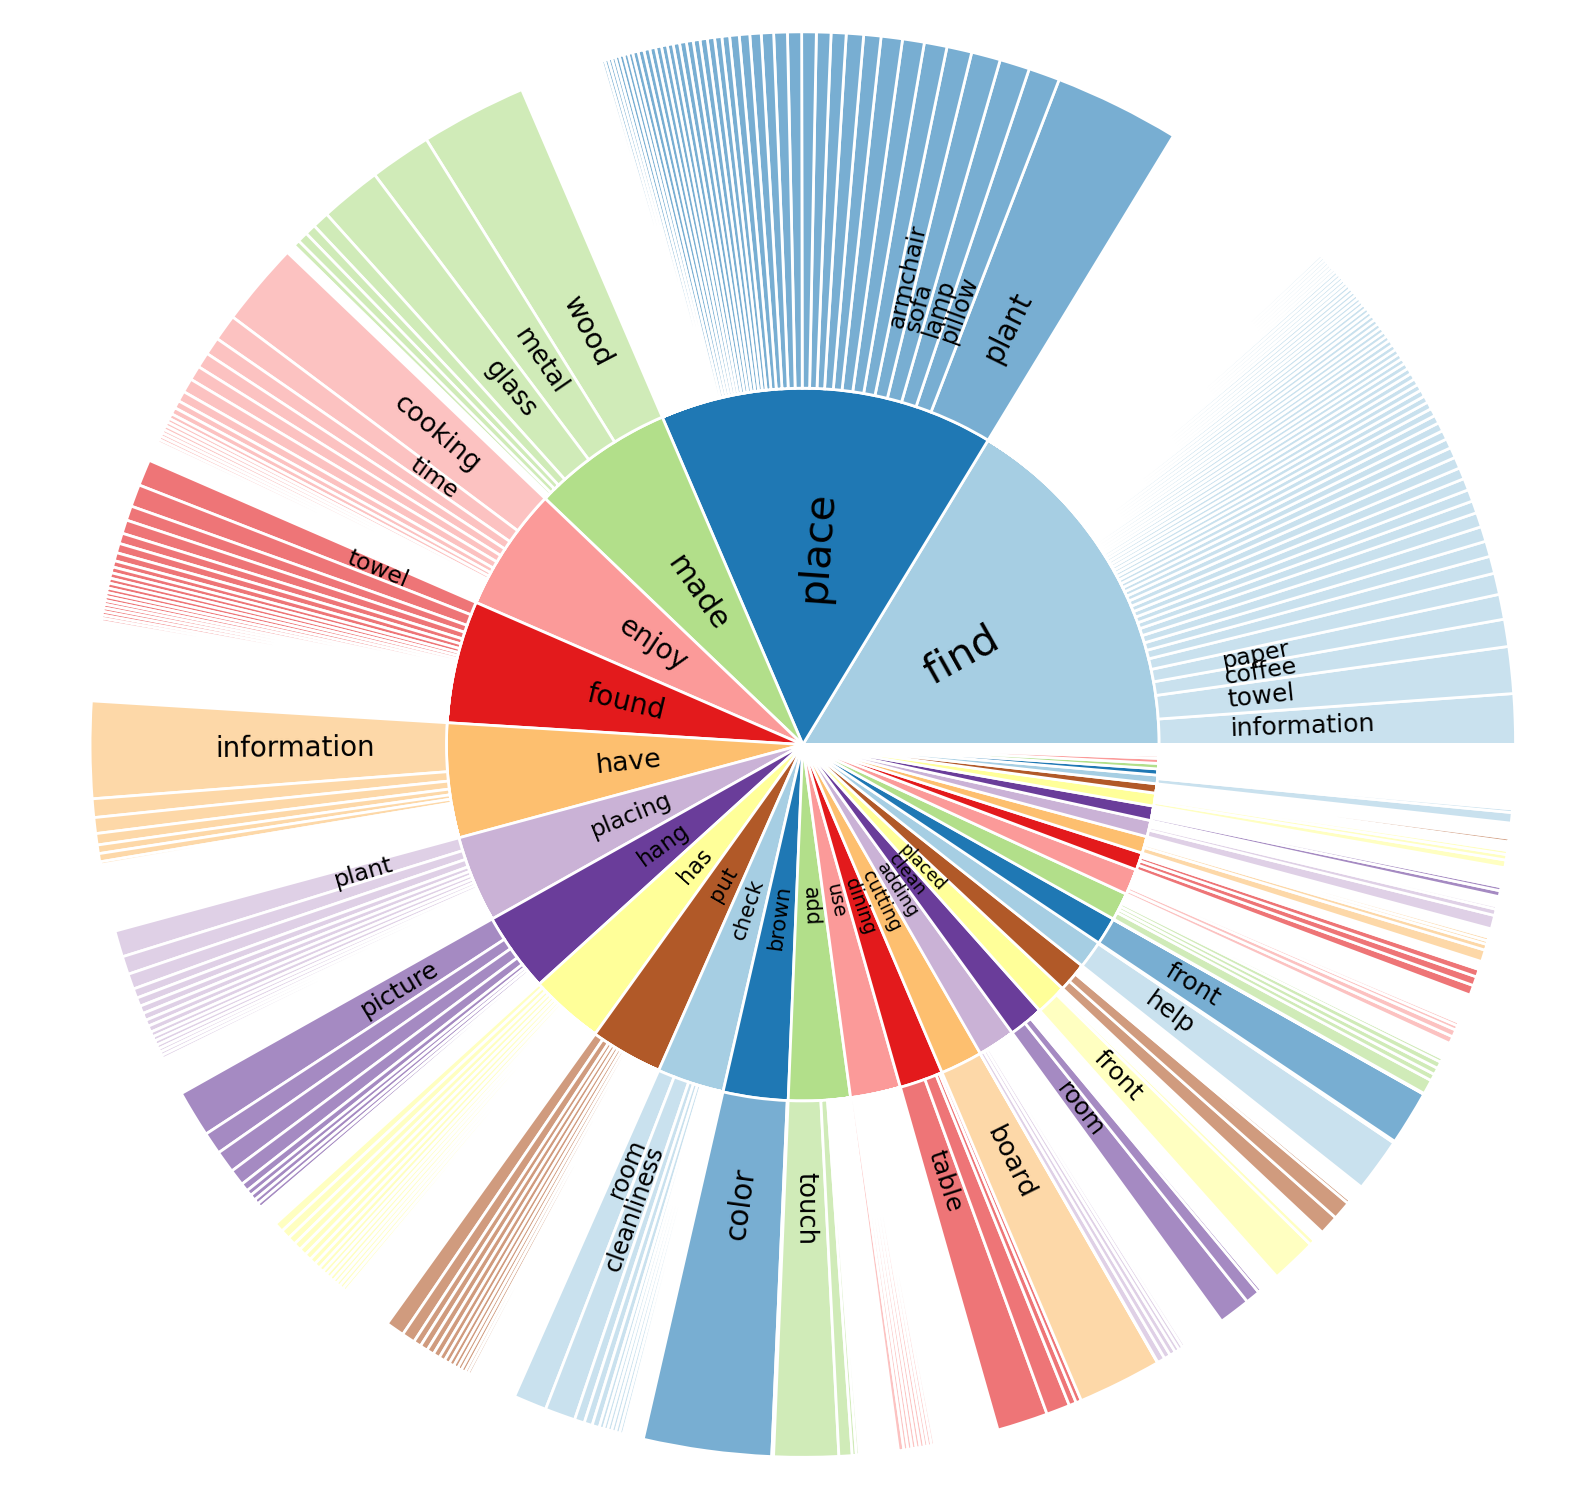 find
information
towel
coffee
paper
place
plant
pillow
lamp
sofa
armchair
made
wood
metal
glass
enjoy
cooking
time
found
towel
have
information
placing
plant
hang
picture
has
put
check
room
cleanliness
brown
color
add
touch
use
dining
table
cutting
board
adding
clean
room
placed
front
help
front